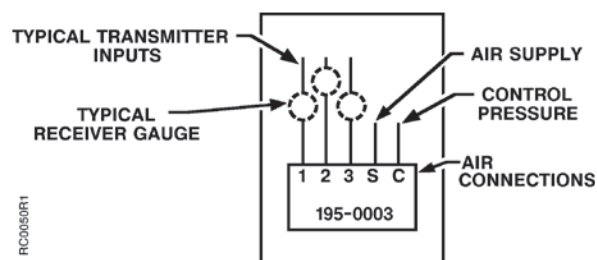 TYPICAL TRANSMITTER
INPUTS
AIR SUPPLY
CONTROL
PRESSURE
TYPICAL
RECEIVER GAUGE
1 2 3 S C
AIR
CONNECTIONS
195-0003
RC0050R1